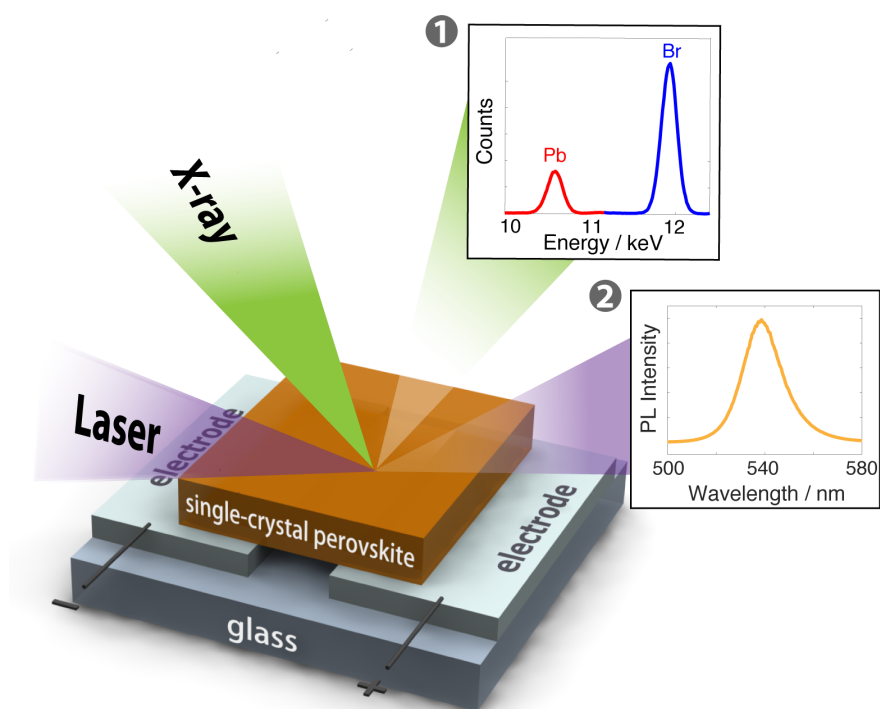 1
Br
Pb
Counts
10 11 12
Energy / keV
X-ray
2
PL Intensity
500 540 580
Wavelength / nm
Laser
electrode
single-crystal perovskite
electrode
glass
−
+